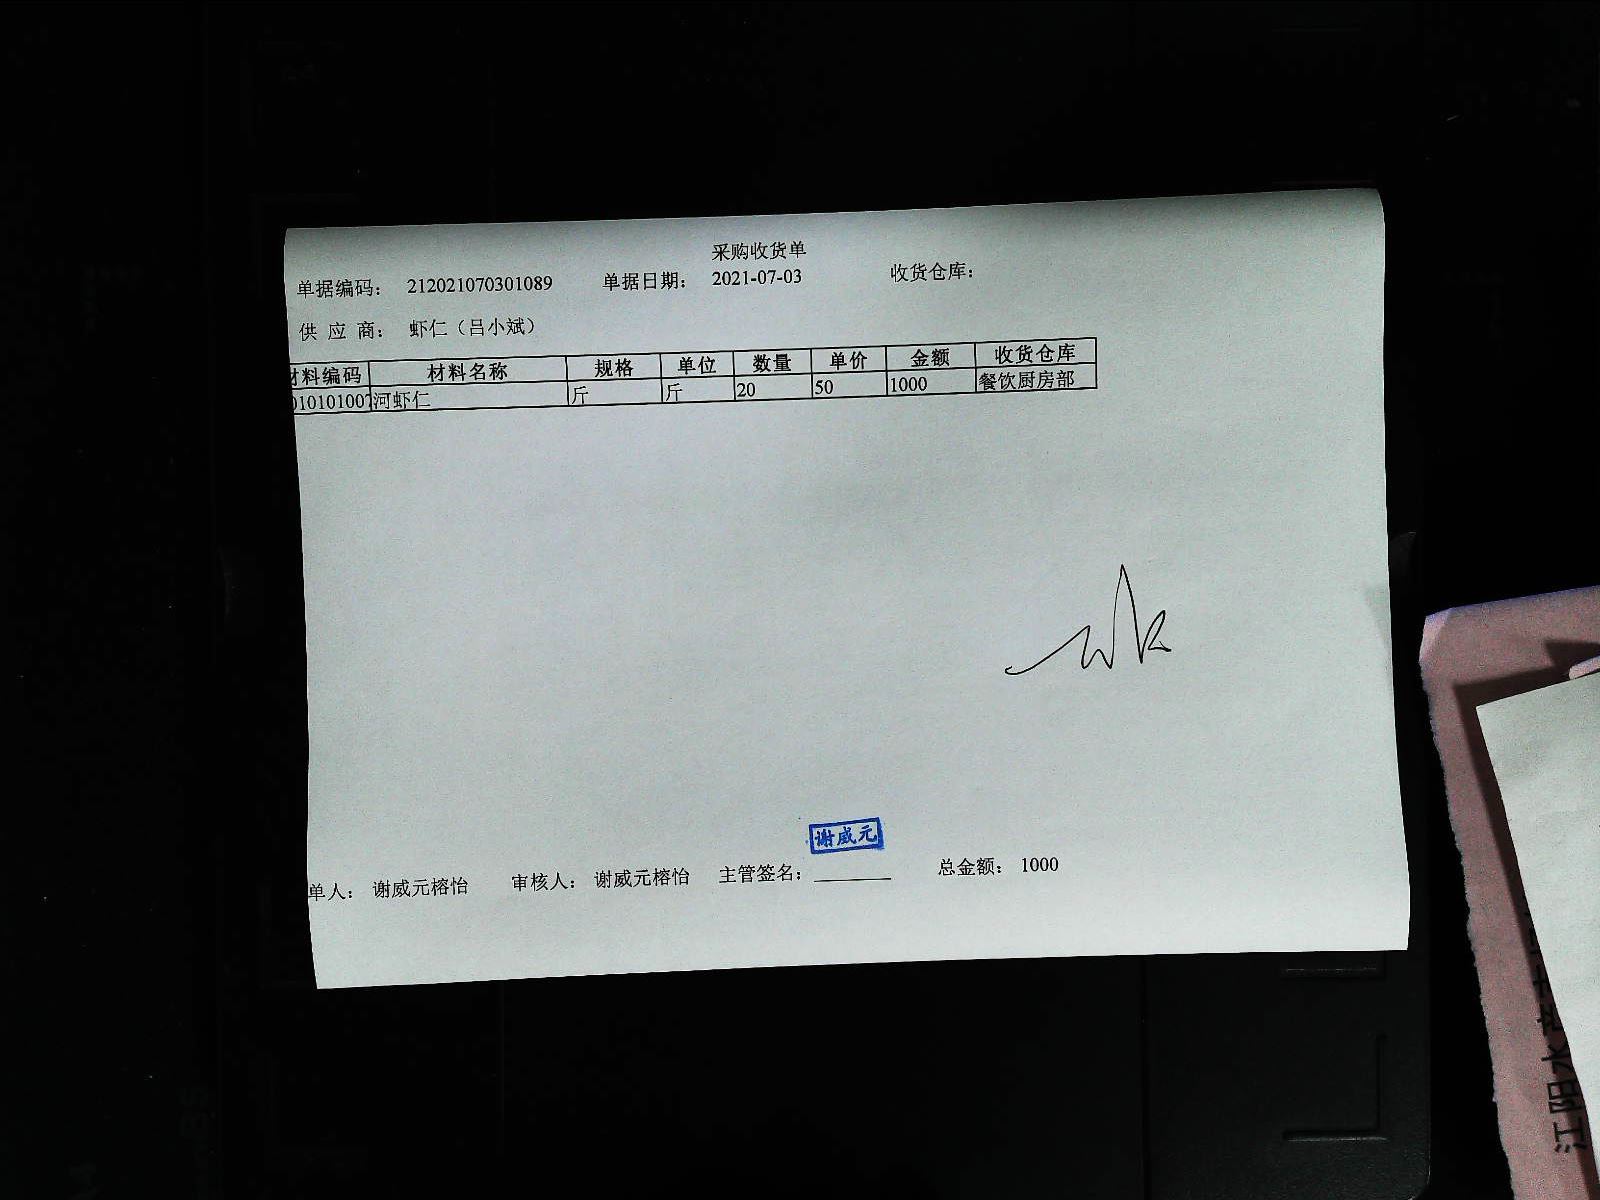 采购收货单
单据编码： 212021070301089 单据日期： 2021-07-03 收货仓库：
供 应 商： 虾仁（吕小斌）
材料编码 材料名称 规格 单位 数量 单价 金额 收货仓库
010101007 河虾仁 斤 斤 20 50 1000 餐饮厨房部
谢威元
单人： 谢威元榕怡 审核人： 谢威元榕怡 主管签名： 总金额： 1000
江阳水产